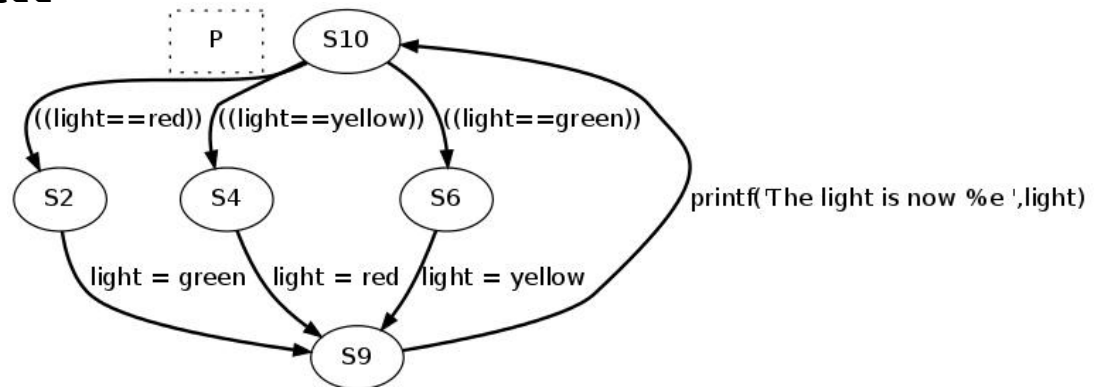 P
S10
((light==red))
((light==yellow))
((light==green))
S2
S4
S6
printf('The light is now %e ',light)
light = green
light = red
light = yellow
S9